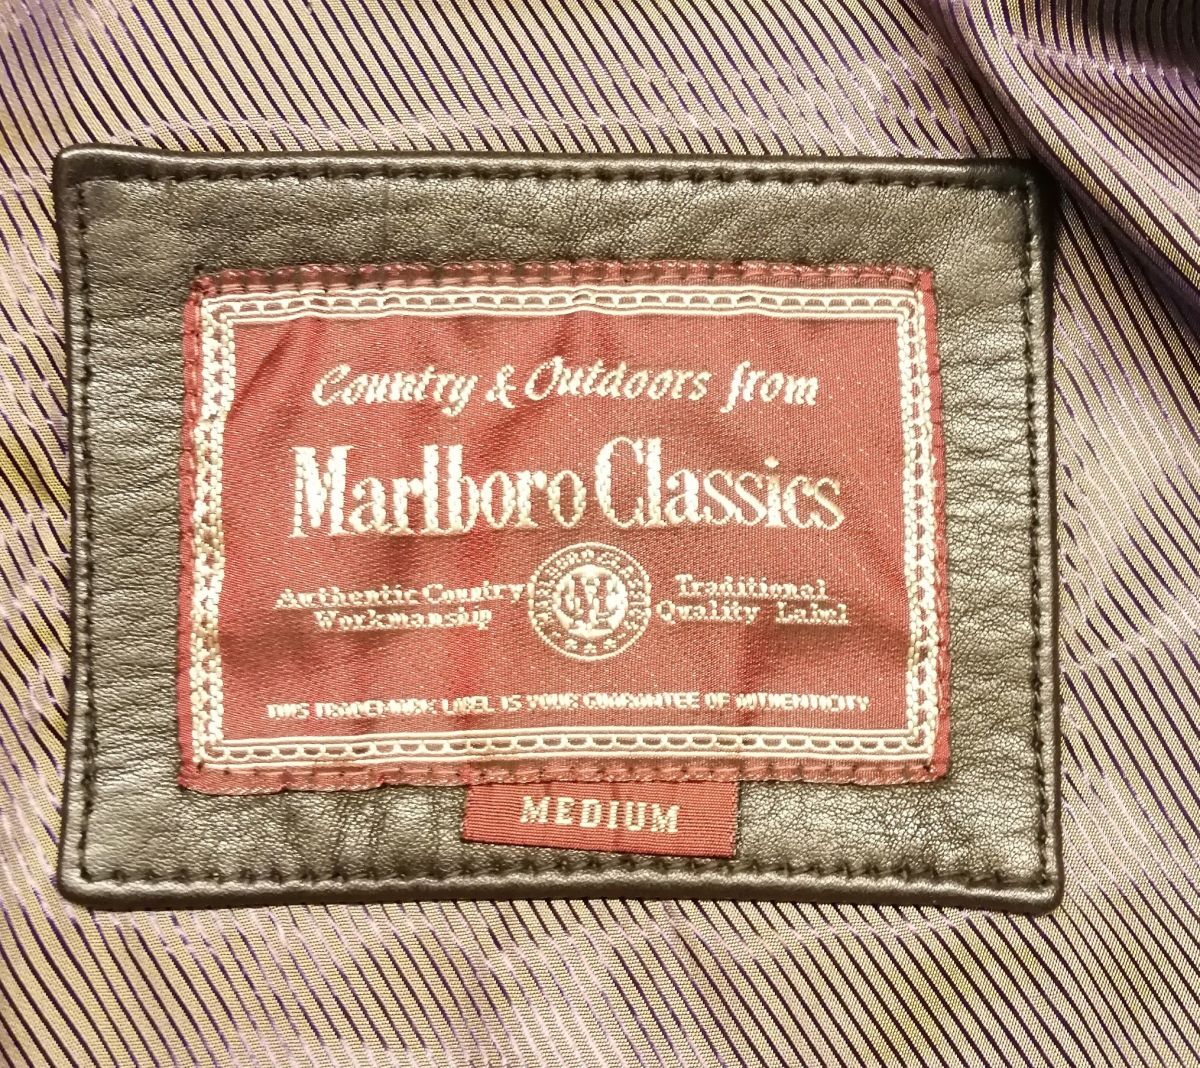 Country & Outdoors from
Marlboro Classics
Authentic Country
Workmanship
Traditional
Quality Label
THIS TRADEMARK LABEL IS YOUR GUARANTEE OF AUTHENTICITY
MEDIUM